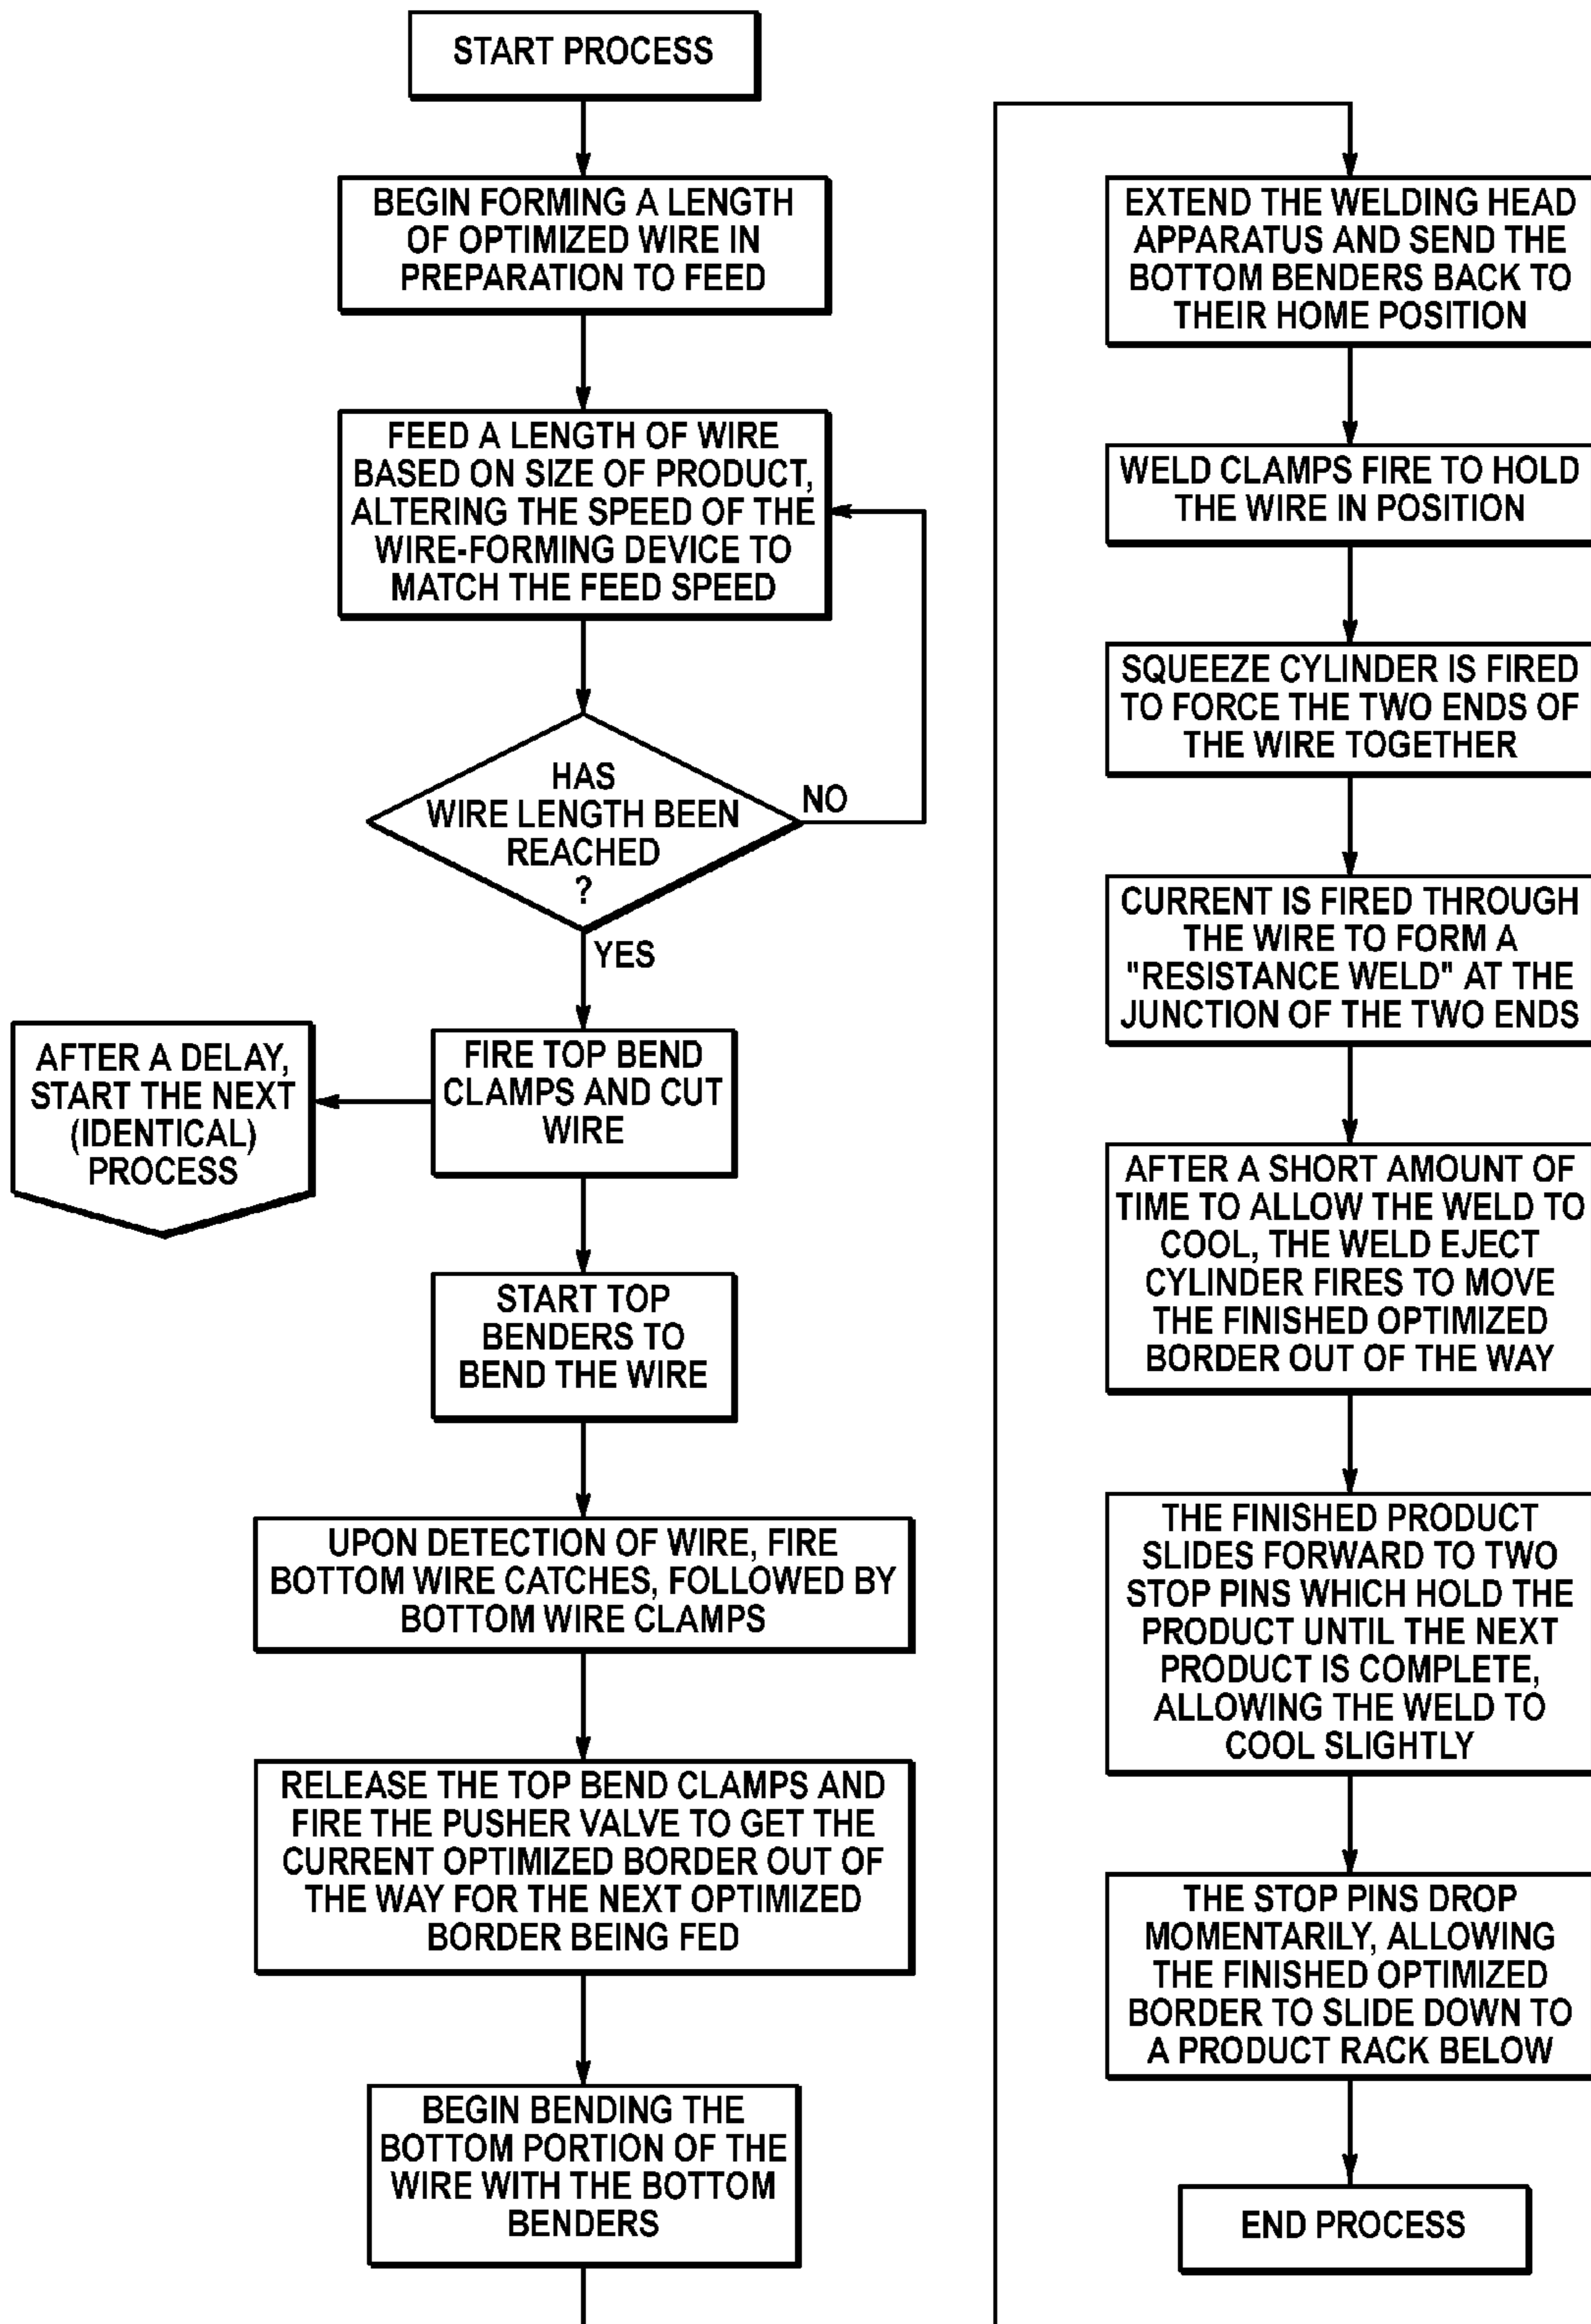 START PROCESS
BEGIN FORMING A LENGTH
OF OPTIMIZED WIRE IN
PREPARATION TO FEED
FEED A LENGTH OF WIRE
BASED ON SIZE OF PRODUCT,
ALTERING THE SPEED OF THE
WIRE-FORMING DEVICE TO
MATCH THE FEED SPEED
HAS
WIRE LENGTH BEEN
REACHED
?
NO
YES
FIRE TOP BEND
CLAMPS AND CUT
WIRE
AFTER A DELAY,
START THE NEXT
(IDENTICAL)
PROCESS
START TOP
BENDERS TO
BEND THE WIRE
UPON DETECTION OF WIRE, FIRE
BOTTOM WIRE CATCHES, FOLLOWED BY
BOTTOM WIRE CLAMPS
RELEASE THE TOP BEND CLAMPS AND
FIRE THE PUSHER VALVE TO GET THE
CURRENT OPTIMIZED BORDER OUT OF
THE WAY FOR THE NEXT OPTIMIZED
BORDER BEING FED
BEGIN BENDING THE
BOTTOM PORTION OF THE
WIRE WITH THE BOTTOM
BENDERS
EXTEND THE WELDING HEAD
APPARATUS AND SEND THE
BOTTOM BENDERS BACK TO
THEIR HOME POSITION
WELD CLAMPS FIRE TO HOLD
THE WIRE IN POSITION
SQUEEZE CYLINDER IS FIRED
TO FORCE THE TWO ENDS OF
THE WIRE TOGETHER
CURRENT IS FIRED THROUGH
THE WIRE TO FORM A
"RESISTANCE WELD" AT THE
JUNCTION OF THE TWO ENDS
AFTER A SHORT AMOUNT OF
TIME TO ALLOW THE WELD TO
COOL, THE WELD EJECT
CYLINDER FIRES TO MOVE
THE FINISHED OPTIMIZED
BORDER OUT OF THE WAY
THE FINISHED PRODUCT
SLIDES FORWARD TO TWO
STOP PINS WHICH HOLD THE
PRODUCT UNTIL THE NEXT
PRODUCT IS COMPLETE,
ALLOWING THE WELD TO
COOL SLIGHTLY
THE STOP PINS DROP
MOMENTARILY, ALLOWING
THE FINISHED OPTIMIZED
BORDER TO SLIDE DOWN TO
A PRODUCT RACK BELOW
END PROCESS